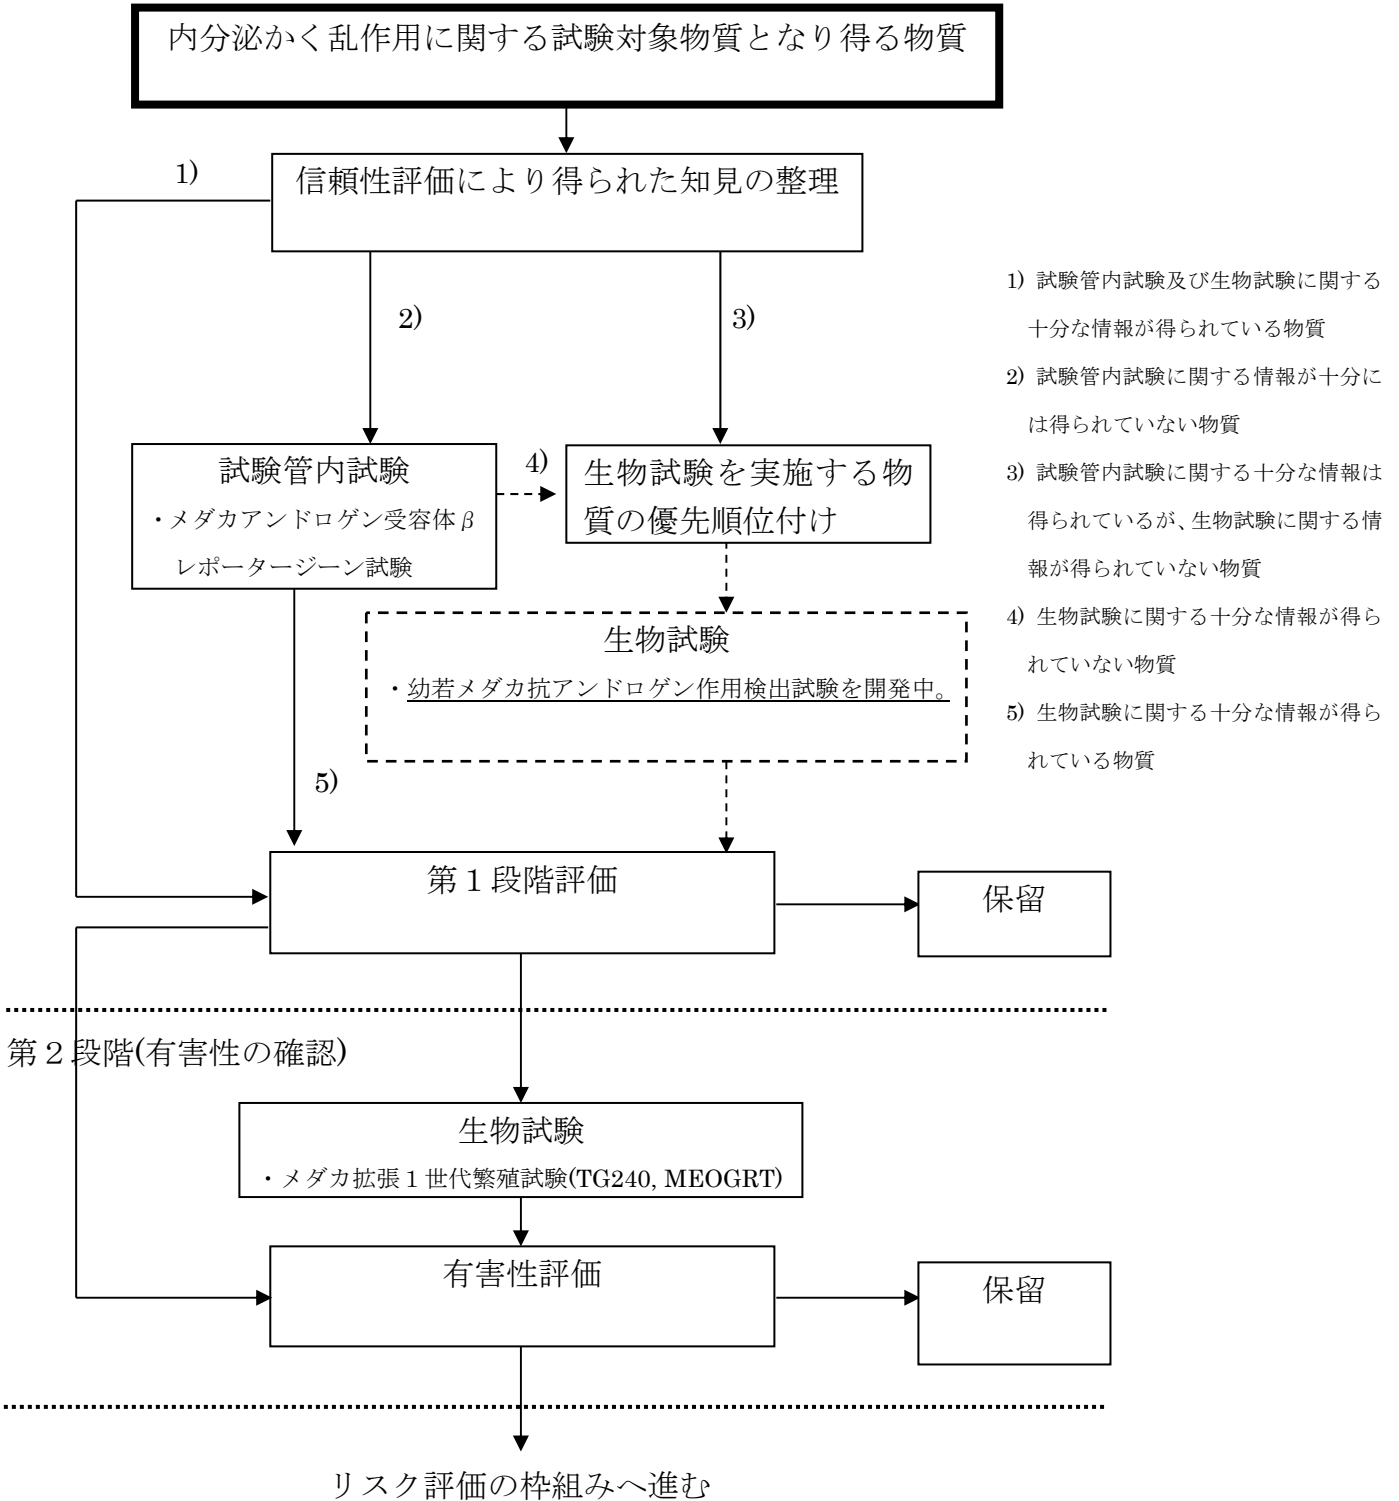 内分泌かく乱作用に関する試験対象物質となり得る物質
信頼性評価により得られた知見の整理
1)
2)
3)
1) 試験管内試験及び生物試験に関する
十分な情報が得られている物質
2) 試験管内試験に関する情報が十分に
は得られていない物質
3) 試験管内試験に関する十分な情報は
得られているが、生物試験に関する情
報が得られていない物質
4) 生物試験に関する十分な情報が得ら
れていない物質
5) 生物試験に関する十分な情報が得ら
れている物質
試験管内試験
・メダカアンドロゲン受容体β
レポータージーン試験
4)
生物試験を実施する物
質の優先順位付け
生物試験
・幼若メダカ抗アンドロゲン作用検出試験を開発中。
5)
第１段階評価
保留
第２段階(有害性の確認)
生物試験
・メダカ拡張１世代繁殖試験(TG240, MEOGRT)
有害性評価
保留
リスク評価の枠組みへ進む